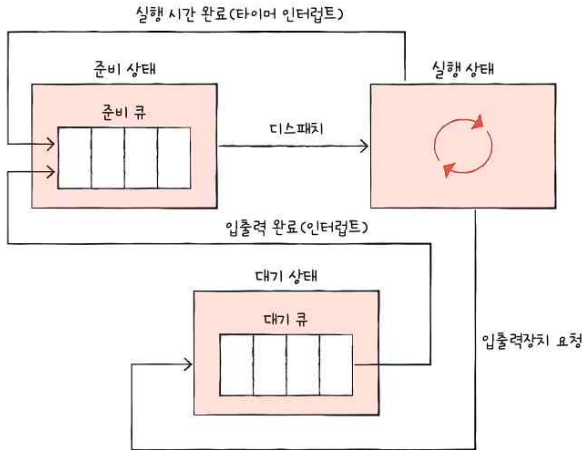 실행 시간 완료(타이머 인터럽트)
준비 상태
실행 상태
준비 큐
디스패치
입출력 완료(인터럽트)
대기 상태
대기 큐
입출력장치 요청